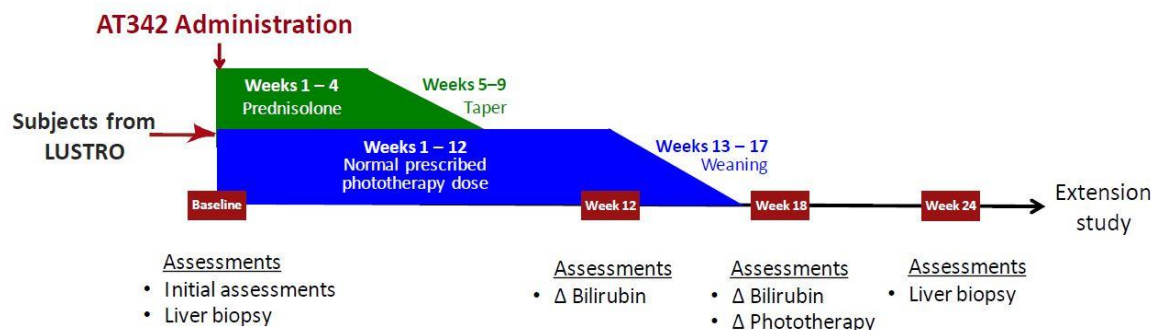 AT342 Administration
Weeks 1 – 4
Prednisolone
Weeks 5–9
Taper
Subjects from
LUSTRO
Weeks 1 – 12
Normal prescribed
phototherapy dose
Weeks 13 – 17
Weaning
Baseline
Week 12
Week 18
Week 24
Extension
study
Assessments
• Initial assessments
• Liver biopsy
Assessments
• Δ Bilirubin
Assessments
• Δ Bilirubin
• Δ Phototherapy
Assessments
• Liver biopsy